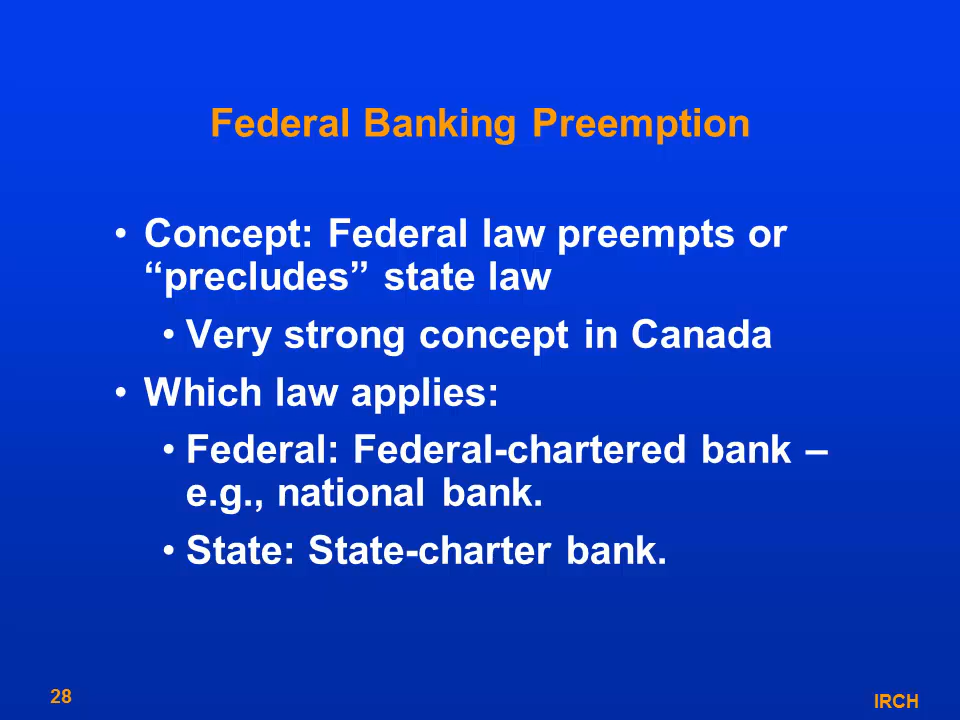 Federal Banking Preemption
• Concept: Federal law preempts or
“precludes” state law
• Very strong concept in Canada
• Which law applies:
• Federal: Federal-chartered bank –
e.g., national bank.
• State: State-charter bank.
28
IRCH